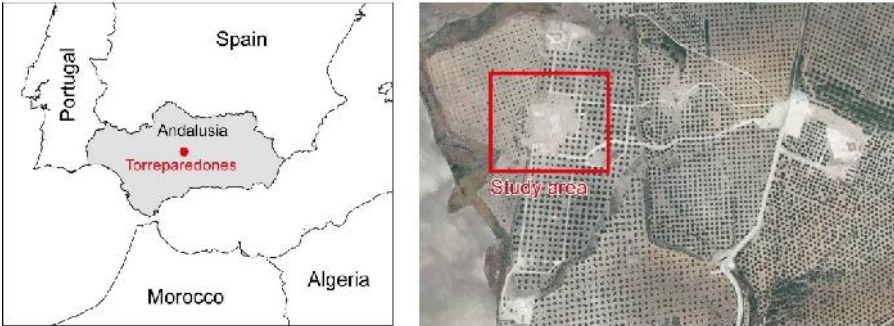 Spain
Portugal
Andalusia
Torreparedones
Algeria
Morocco
Study area